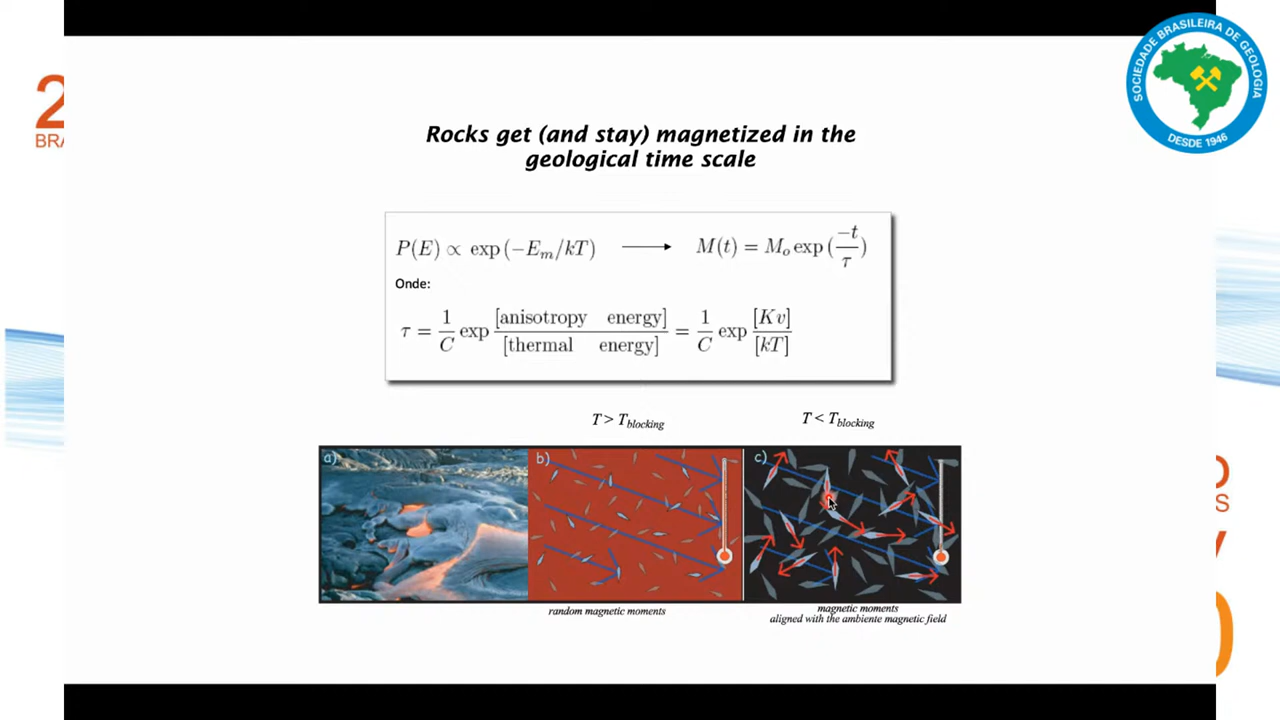 SOCIEDADE BRASILEIRA DE GEOLOGIA
DESDE 1946
2
BRA
Rocks get (and stay) magnetized in the
geological time scale
P(E) ∝ exp (−E_m/kT) ⟶ M(t) = M_o exp (−t/τ)
Onde:
τ = 1/C exp [anisotropy energy]/[thermal energy] = 1/C exp [Kv]/[kT]
T > T_blocking
T < T_blocking
a)
b)
c)
random magnetic moments
magnetic moments
aligned with the ambiente magnetic field